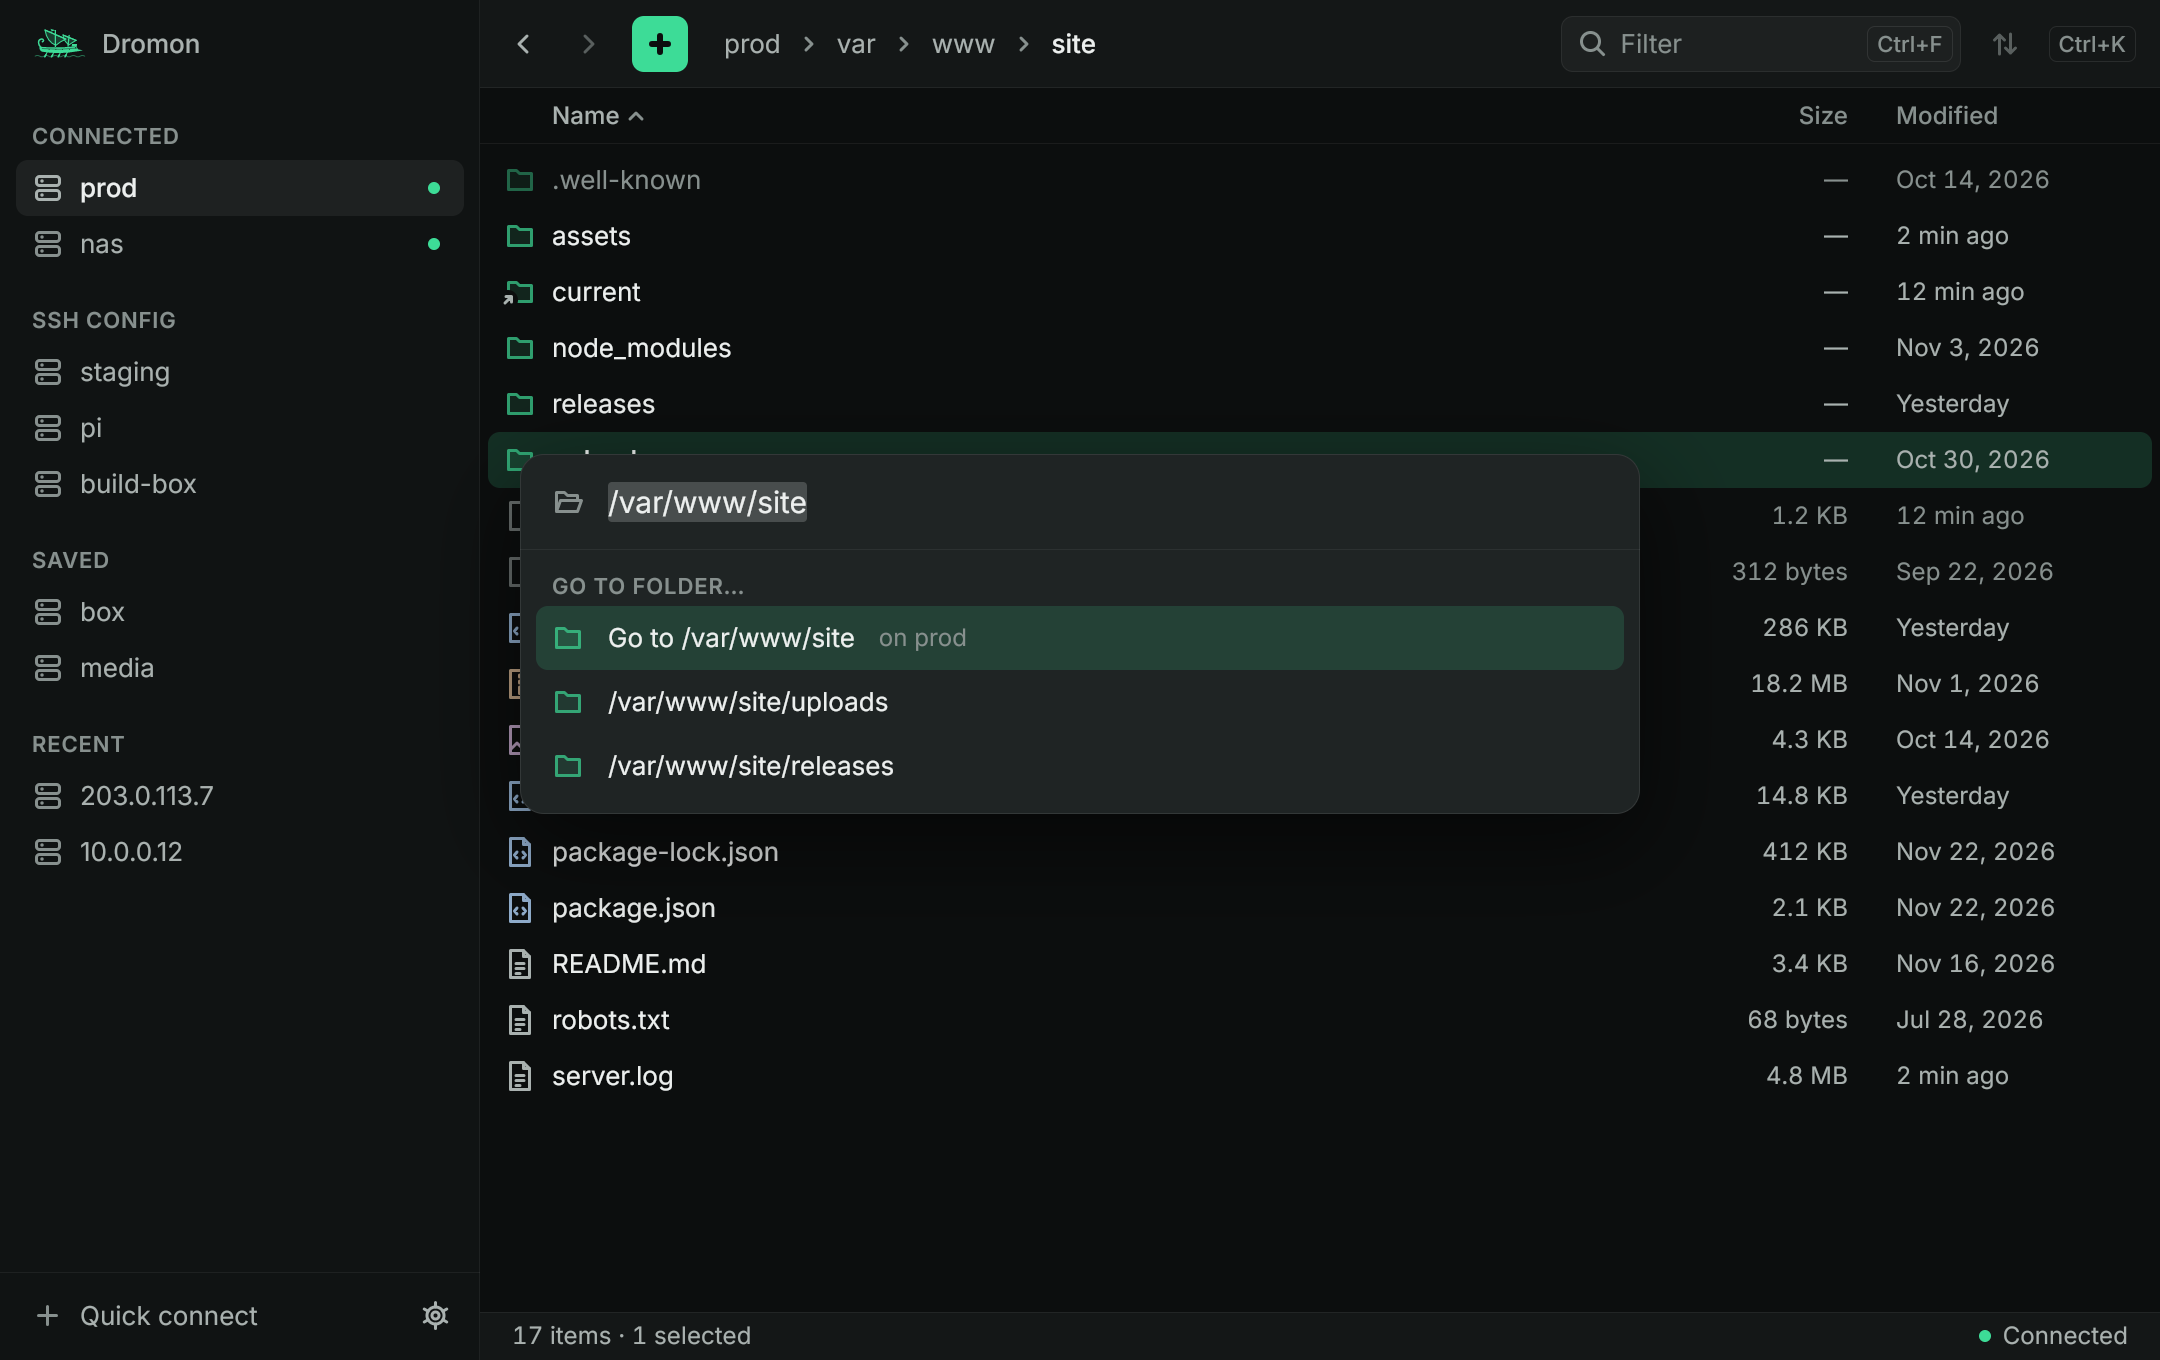 Dromon
CONNECTED
prod
nas
SSH CONFIG
staging
pi
build-box
SAVED
box
media
RECENT
203.0.113.7
10.0.0.12
Quick connect
prod > var > www > site
Filter Ctrl+F
Ctrl+K
Name Size Modified
.well-known — Oct 14, 2026
assets — 2 min ago
current — 12 min ago
node_modules — Nov 3, 2026
releases — Yesterday
— Oct 30, 2026
1.2 KB 12 min ago
312 bytes Sep 22, 2026
286 KB Yesterday
18.2 MB Nov 1, 2026
4.3 KB Oct 14, 2026
14.8 KB Yesterday
/var/www/site
GO TO FOLDER...
Go to /var/www/site on prod
/var/www/site/uploads
/var/www/site/releases
package-lock.json 412 KB Nov 22, 2026
package.json 2.1 KB Nov 22, 2026
README.md 3.4 KB Nov 16, 2026
robots.txt 68 bytes Jul 28, 2026
server.log 4.8 MB 2 min ago
17 items · 1 selected
Connected